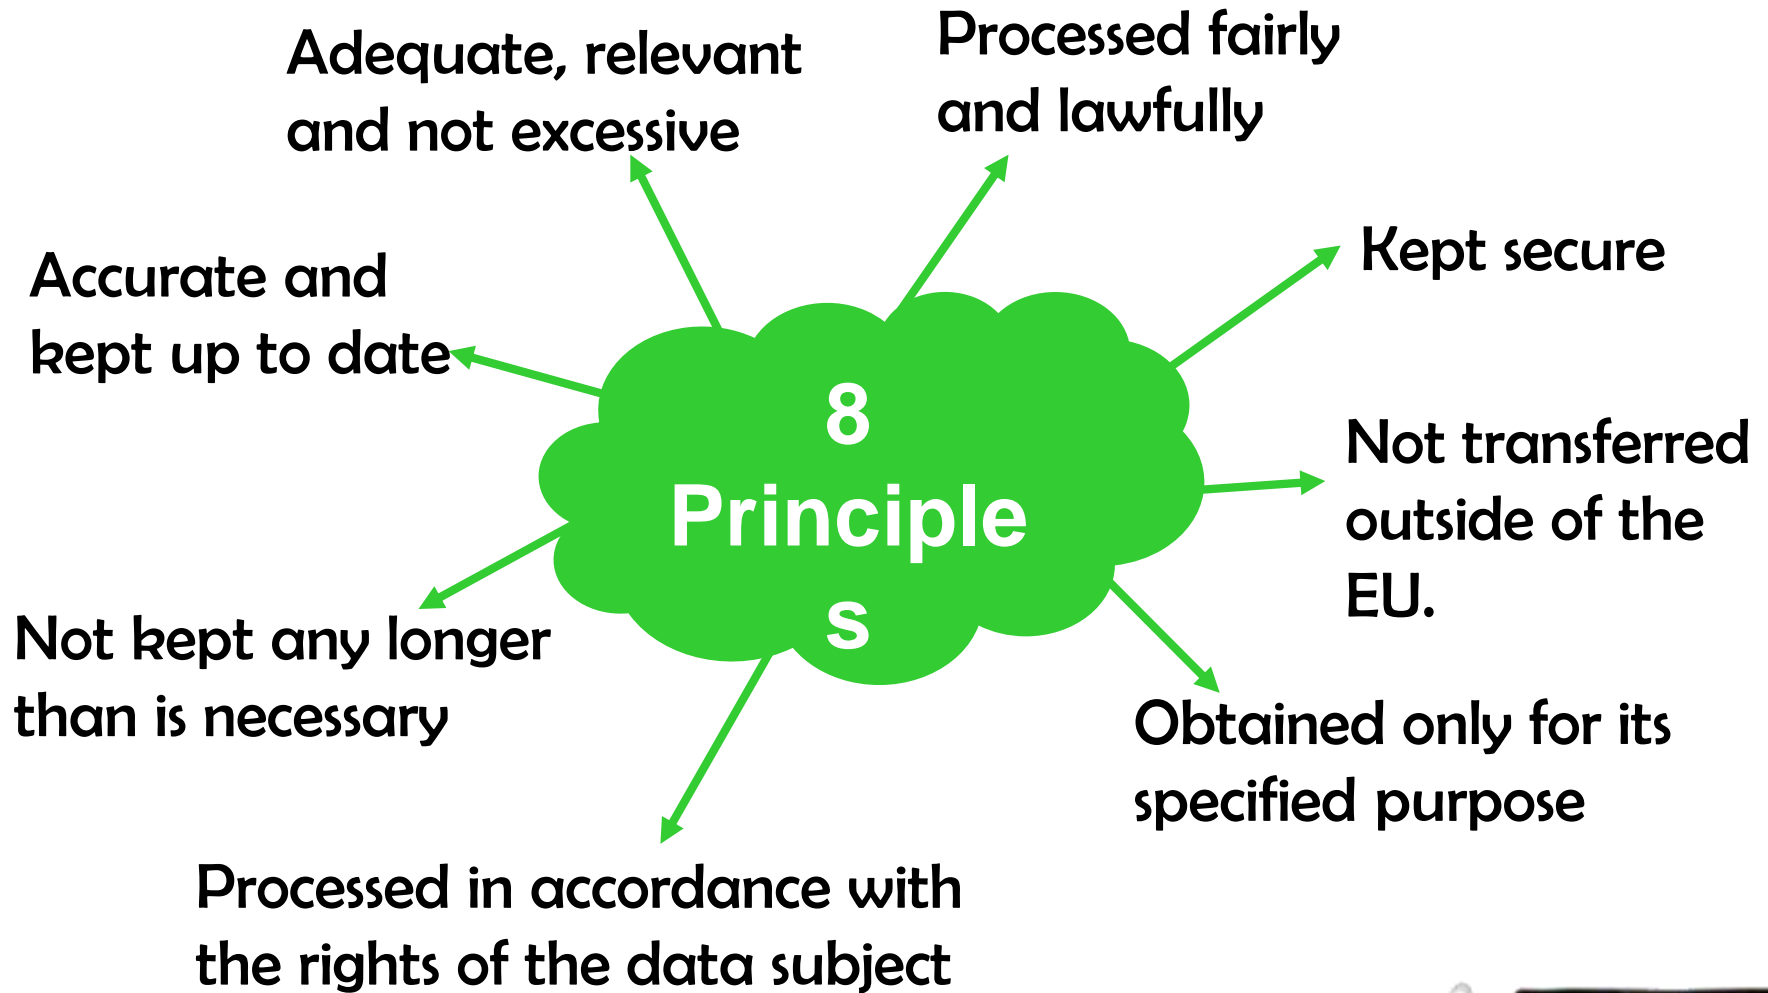 Adequate, relevant
and not excessive
Processed fairly
and lawfully
Kept secure
Accurate and
kept up to date
8
Principle
s
Not transferred
outside of the
EU.
Not kept any longer
than is necessary
Obtained only for its
specified purpose
Processed in accordance with
the rights of the data subject